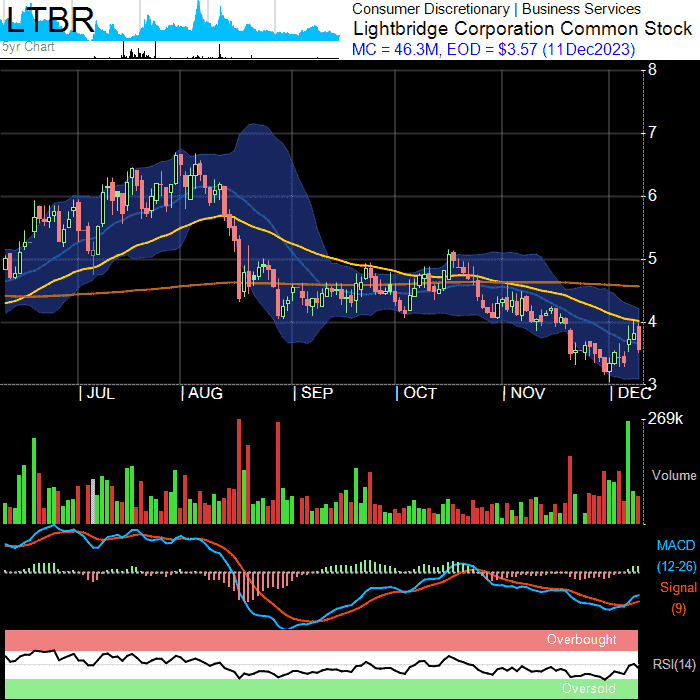 LTBR
5yr Chart
Consumer Discretionary | Business Services
Lightbridge Corporation Common Stock
MC = 46.3M, EOD = $3.57 (11Dec2023)
8
7
6
5
4
3
JUL AUG SEP OCT NOV DEC
269k
Volume
MACD
(12-26)
Signal
(9)
Overbought
RSI(14)
Oversold